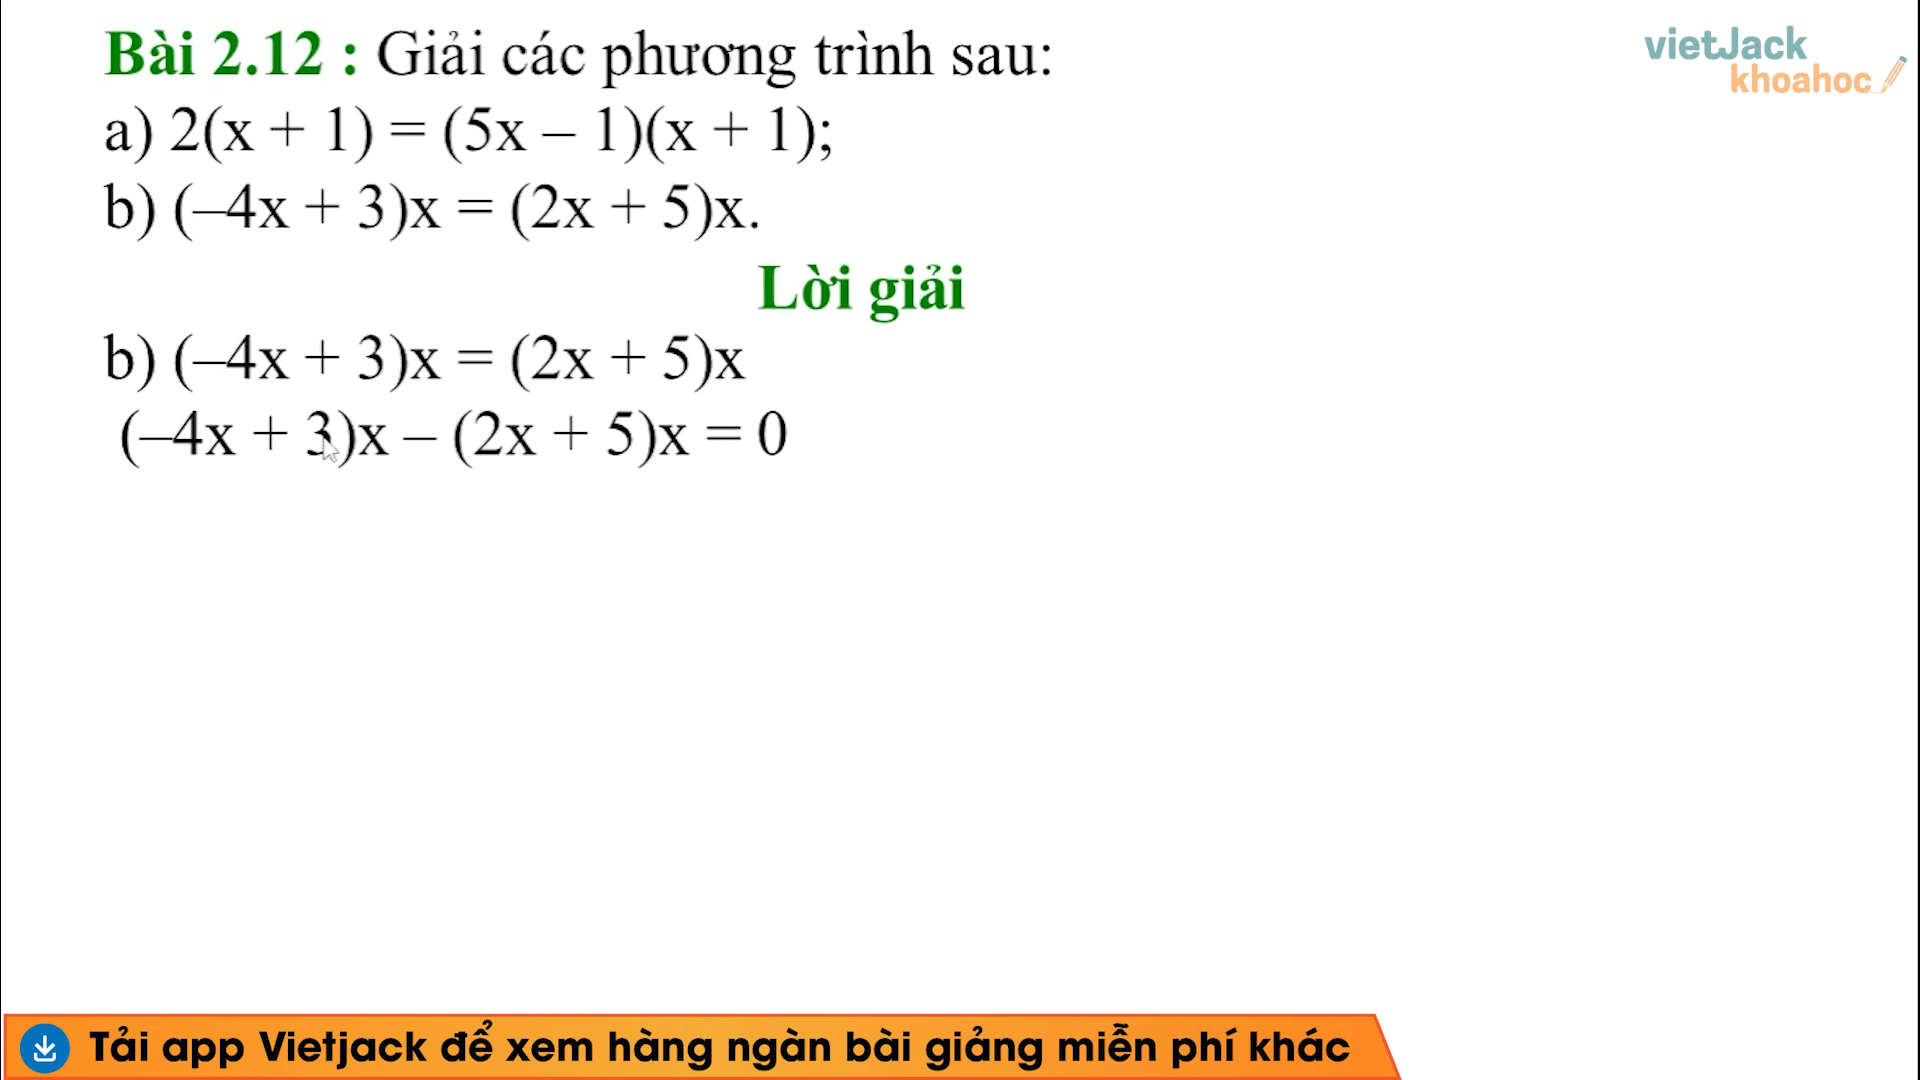 Bài 2.12 : Giải các phương trình sau:
a) 2(x + 1) = (5x – 1)(x + 1);
b) (–4x + 3)x = (2x + 5)x.
Lời giải
b) (–4x + 3)x = (2x + 5)x
(–4x + 3)x – (2x + 5)x = 0
vietJack
khoahoc
Tải app Vietjack để xem hàng ngàn bài giảng miễn phí khác